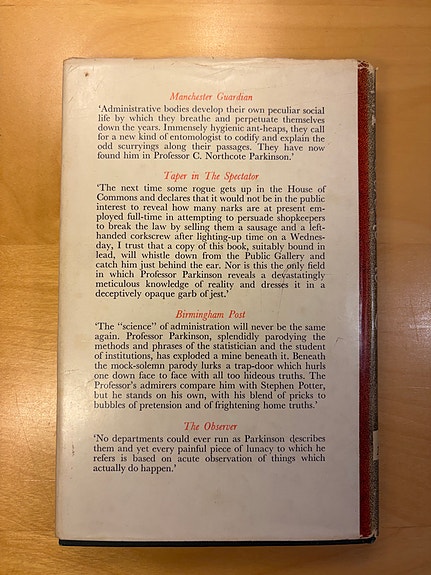 Manchester Guardian
'Administrative bodies develop their own peculiar social
life by which they breathe and perpetuate themselves
down the years. Immensely hygienic ant-heaps, they call
for a new kind of entomologist to codify and explain the
odd scurryings along their passages. They have now
found him in Professor C. Northcote Parkinson.'
Taper in The Spectator
'The next time some rogue gets up in the House of
Commons and declares that it would not be in the public
interest to reveal how many narks are at present em-
ployed full-time in attempting to persuade shopkeepers
to break the law by selling them a sausage and a left-
handed corkscrew after lighting-up time on a Wednes-
day, I trust that a copy of this book, suitably bound in
lead, will whistle down from the Public Gallery and
catch him just behind the ear. Nor is this the only field
in which Professor Parkinson reveals a devastatingly
meticulous knowledge of reality and dresses it in a
deceptively opaque garb of jest.'
Birmingham Post
'The "science" of administration will never be the same
again. Professor Parkinson, splendidly parodying the
methods and phrases of the statistician and the student
of institutions, has exploded a mine beneath it. Beneath
the mock-solemn parody lurks a trap-door which hurls
one down face to face with all too hideous truths. The
Professor's admirers compare him with Stephen Potter,
but he stands on his own, with his blend of pricks to
bubbles of pretension and of frightening home truths.'
The Observer
'No departments could ever run as Parkinson describes
them and yet every painful piece of lunacy to which he
refers is based on acute observation of things which
actually do happen.'